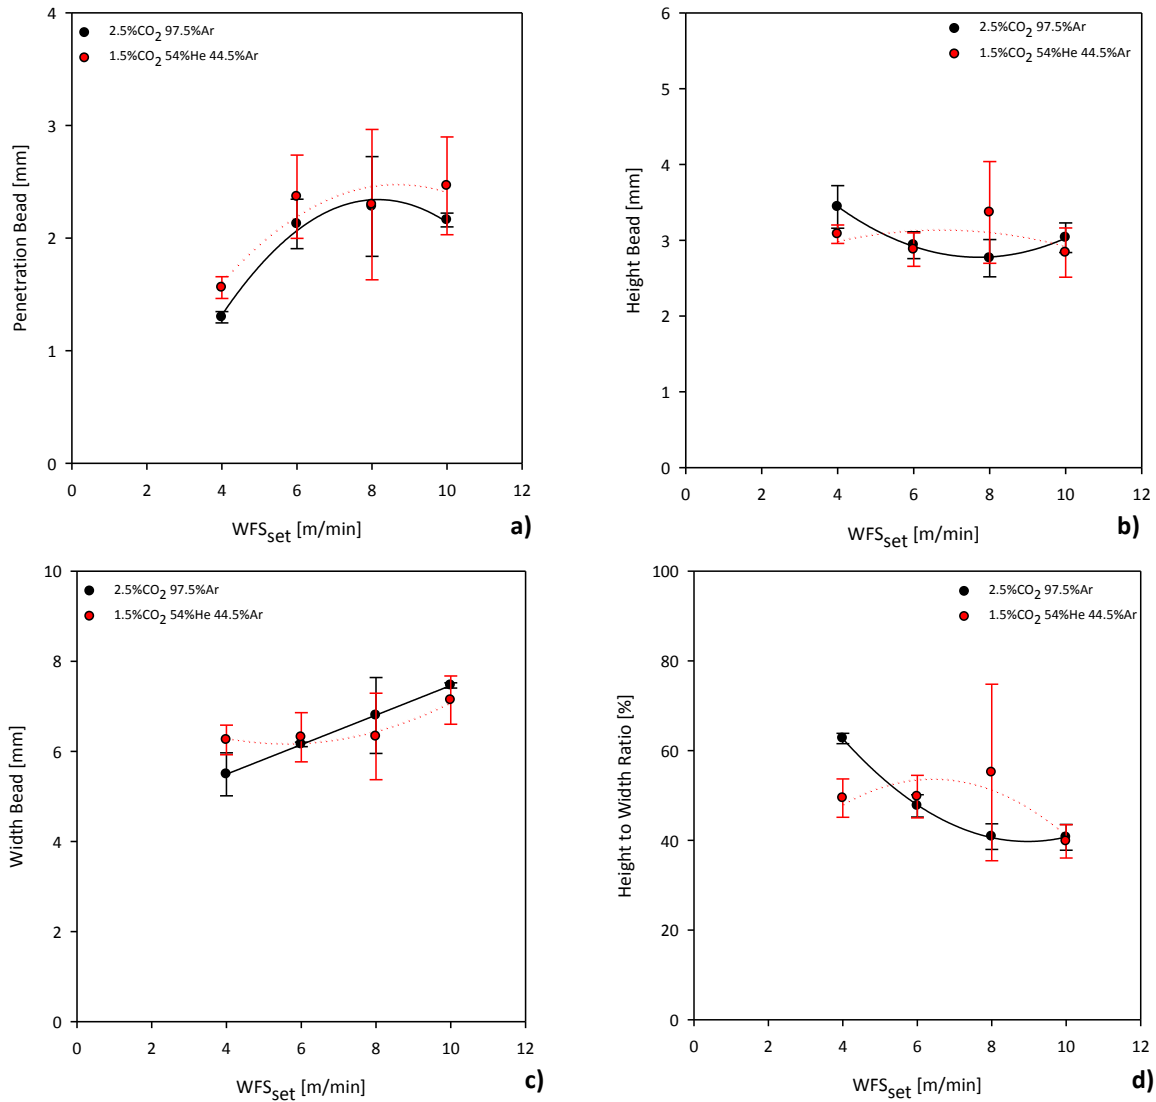 4
3
2
1
0
Penetration Bead [mm]
2.5%CO2 97.5%Ar
1.5%CO2 54%He 44.5%Ar
0 2 4 6 8 10 12
WFSset [m/min]
a)
6
5
4
3
2
1
0
Height Bead [mm]
2.5%CO2 97.5%Ar
1.5%CO2 54%He 44.5%Ar
0 2 4 6 8 10 12
WFSset [m/min]
b)
10
8
6
4
2
0
Width Bead [mm]
2.5%CO2 97.5%Ar
1.5%CO2 54%He 44.5%Ar
0 2 4 6 8 10 12
WFSset [m/min]
c)
100
80
60
40
20
0
Height to Width Ratio [%]
2.5%CO2 97.5%Ar
1.5%CO2 54%He 44.5%Ar
0 2 4 6 8 10 12
WFSset [m/min]
d)